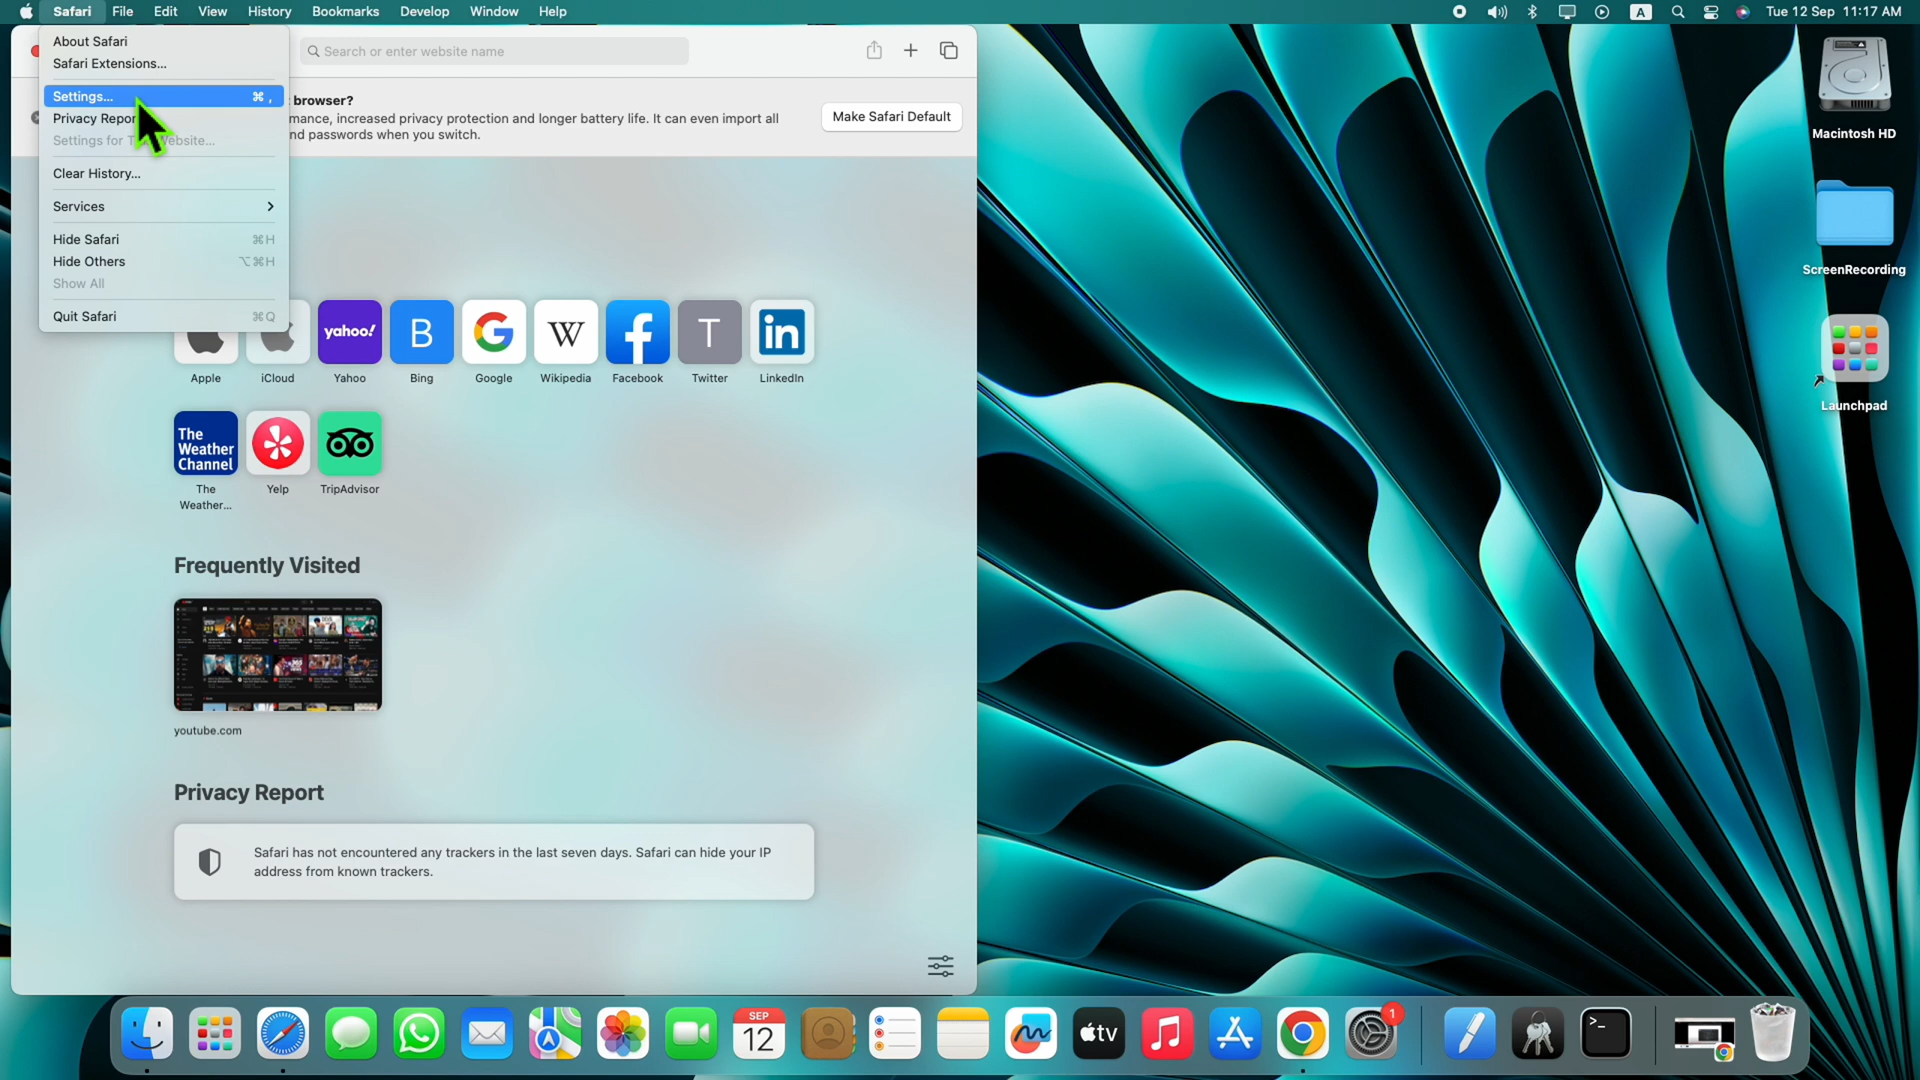 Safari File Edit View History Bookmarks Develop Window Help
A Tue 12 Sep 11:17 AM
About Safari
Safari Extensions...
Settings... ⌘ ,
Privacy Repor
Settings for T Website...
Clear History...
Services
Hide Safari ⌘H
Hide Others ⌥⌘H
Show All
Quit Safari ⌘Q
Search or enter website name
browser?
mance, increased privacy protection and longer battery life. It can even import all
nd passwords when you switch.
Make Safari Default
yahoo! B G W f T in
Apple iCloud Yahoo Bing Google Wikipedia Facebook Twitter LinkedIn
The
Weather
Channel
The
Weather...
Yelp TripAdvisor
Frequently Visited
youtube.com
Privacy Report
Safari has not encountered any trackers in the last seven days. Safari can hide your IP
address from known trackers.
Macintosh HD
ScreenRecording
Launchpad
SEP
12
tv
1
>_